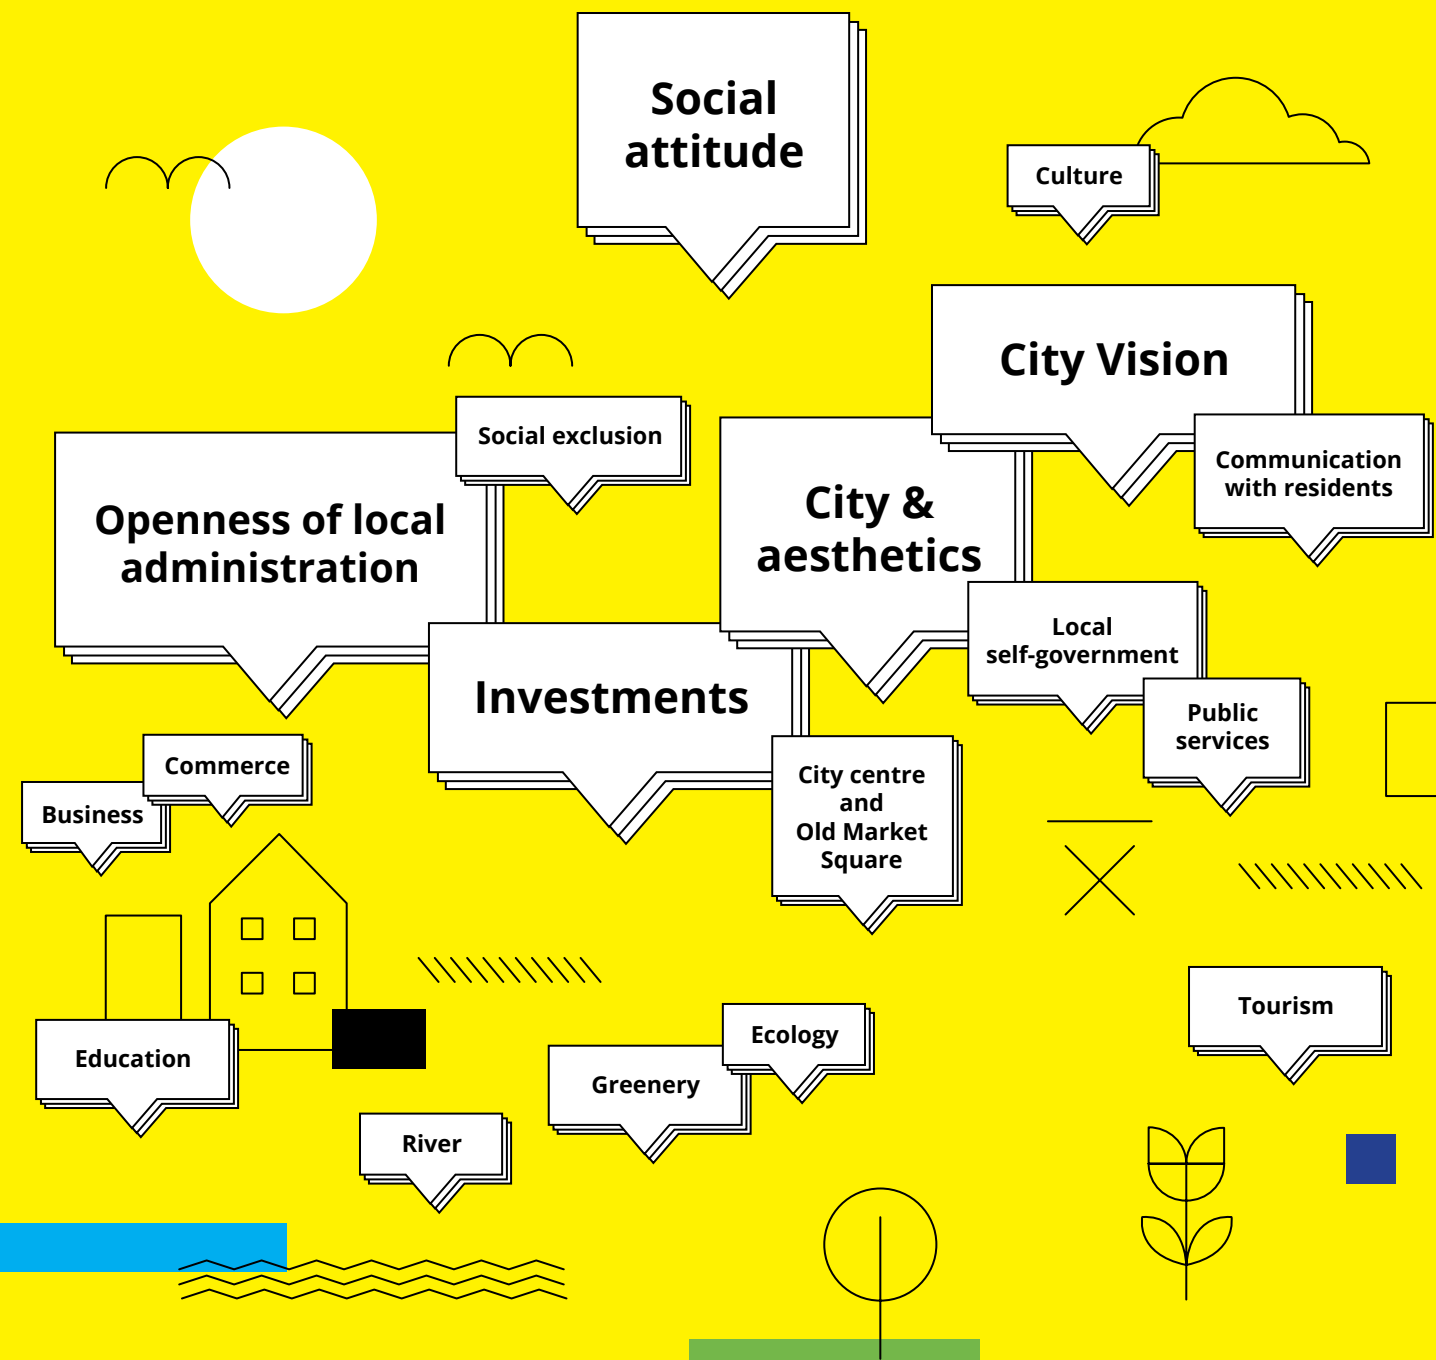 Social
attitude
Culture
City Vision
Social exclusion
Communication
with residents
Openness of local
administration
City &
aesthetics
Local
self-government
Investments
Public
services
Commerce
Business
City centre
and
Old Market
Square
Tourism
Ecology
Education
Greenery
River